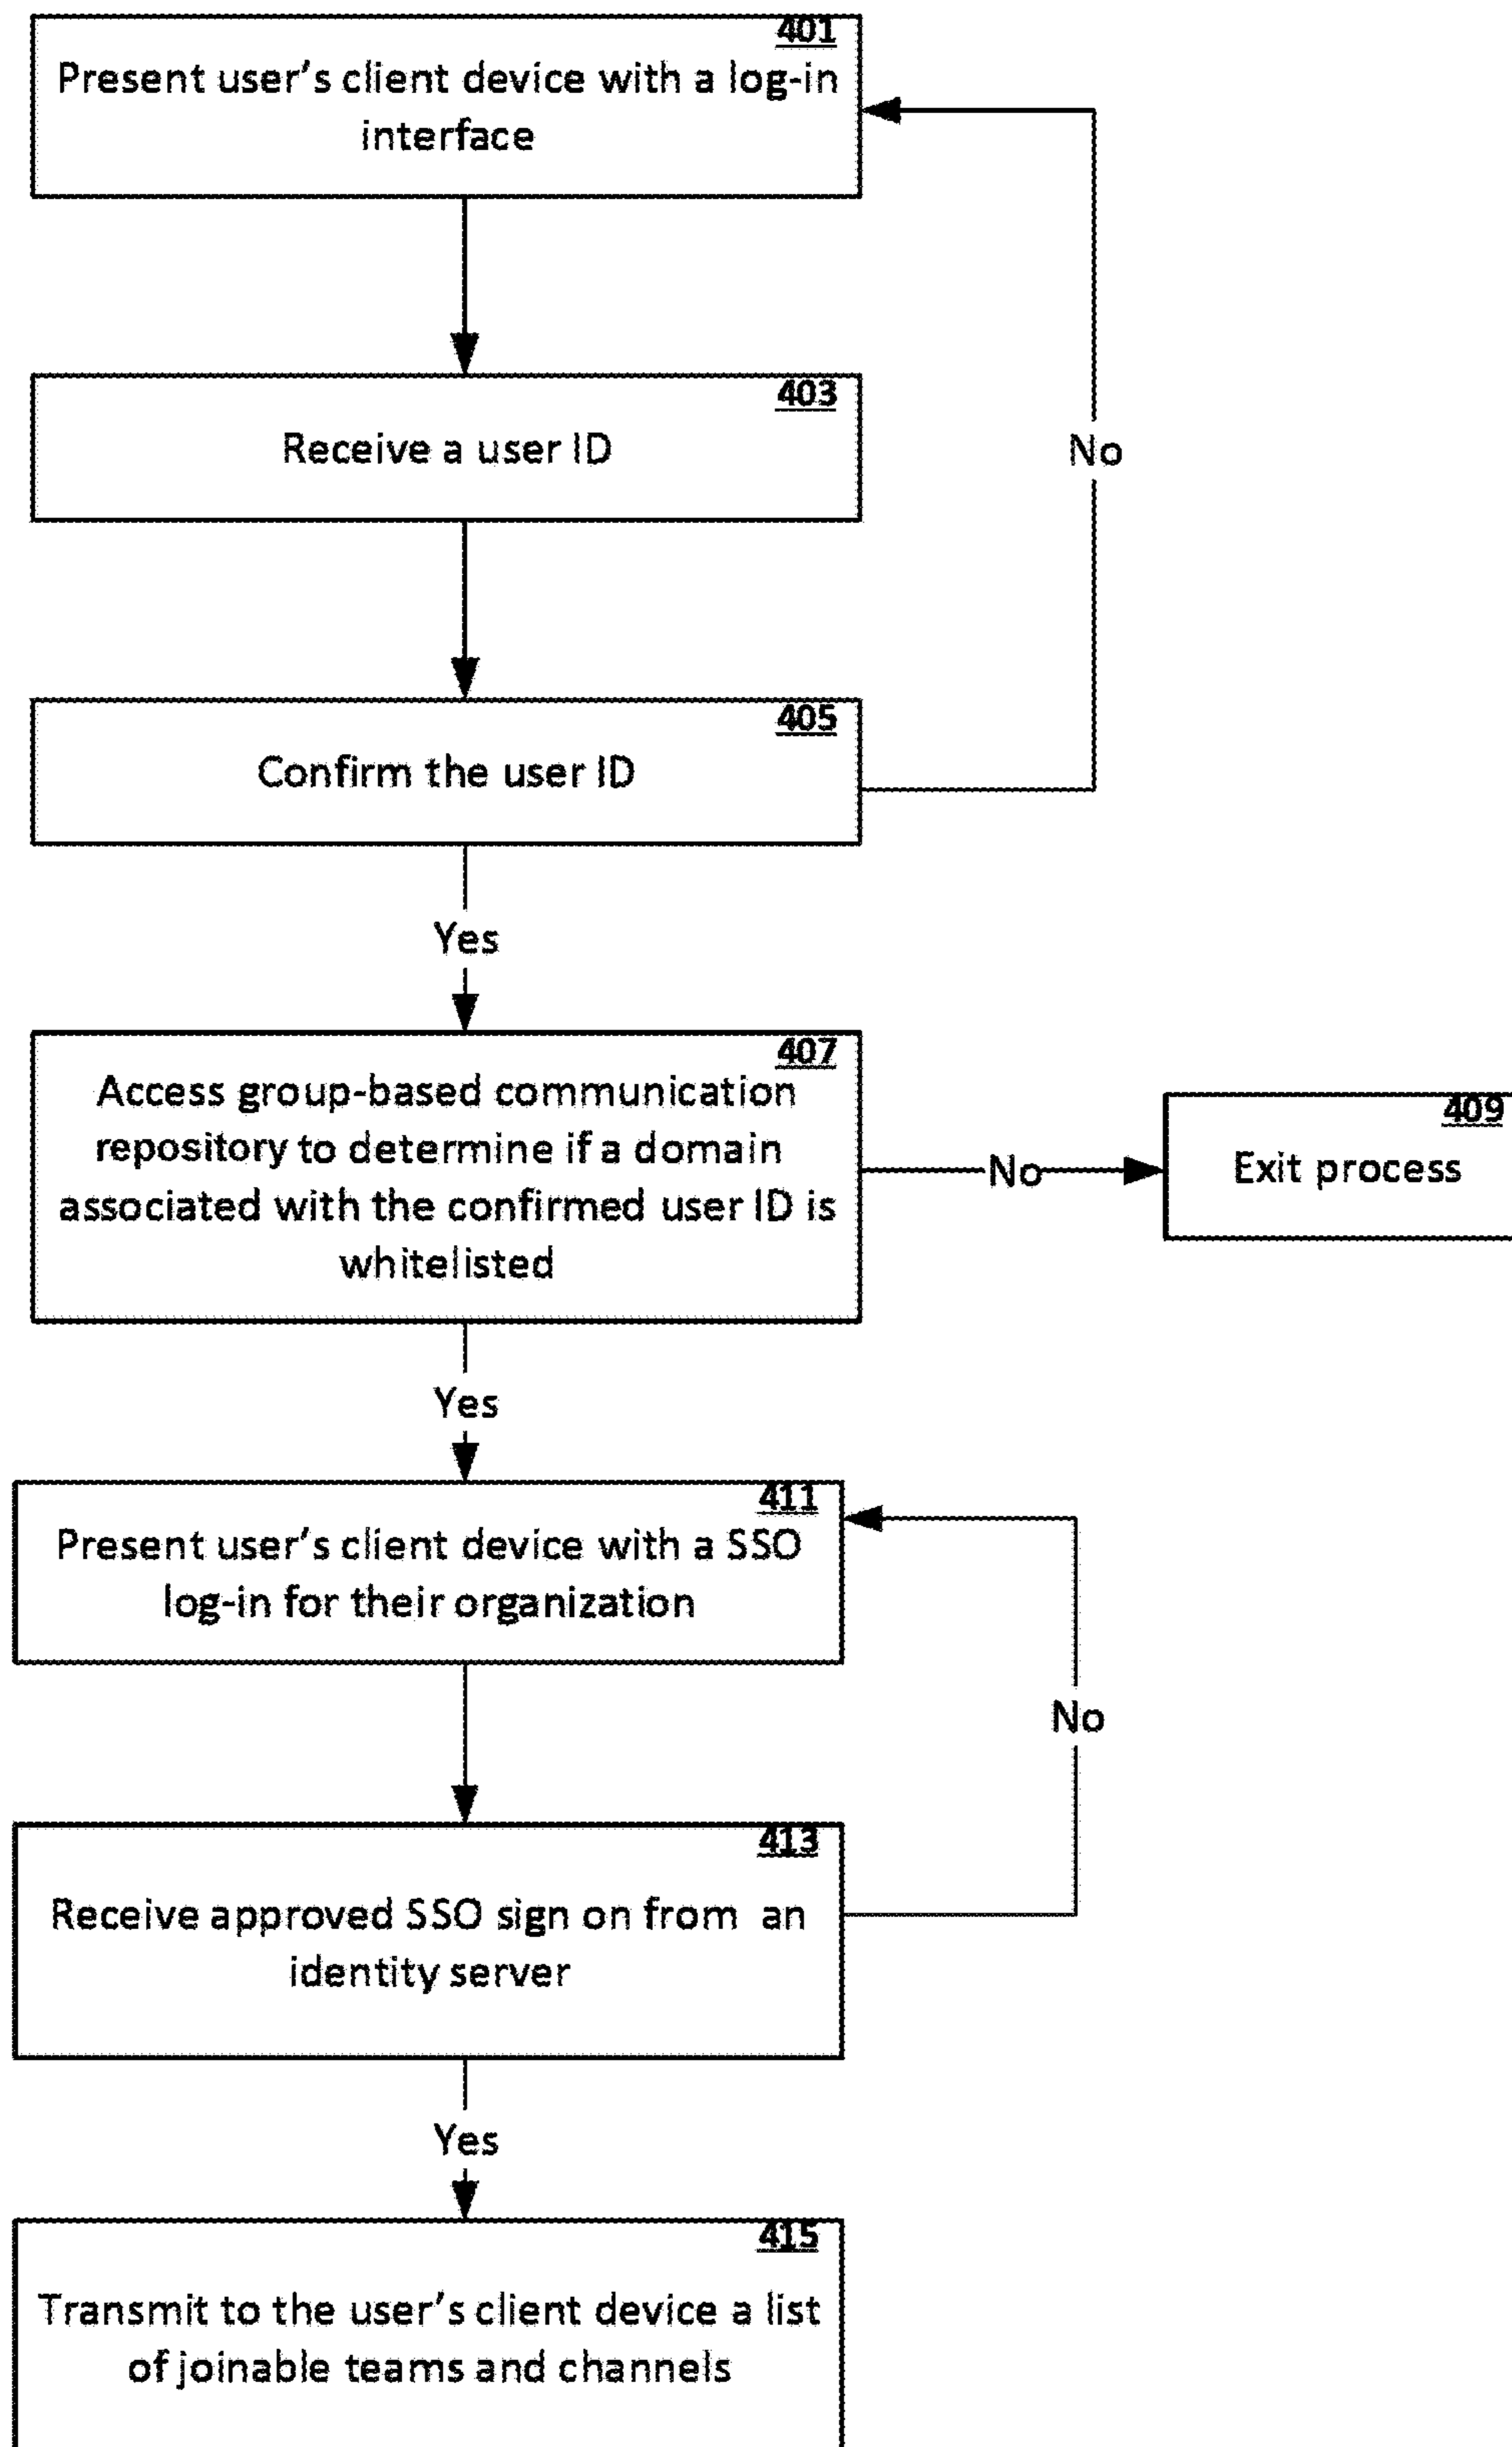 401
Present user's client device with a log-in
interface
403
Receive a user ID
No
405
Confirm the user ID
Yes
407
Access group-based communication
repository to determine if a domain
associated with the confirmed user ID is
whitelisted
No
409
Exit process
Yes
411
Present user's client device with a SSO
log-in for their organization
No
413
Receive approved SSO sign on from an
identity server
Yes
415
Transmit to the user's client device a list
of joinable teams and channels